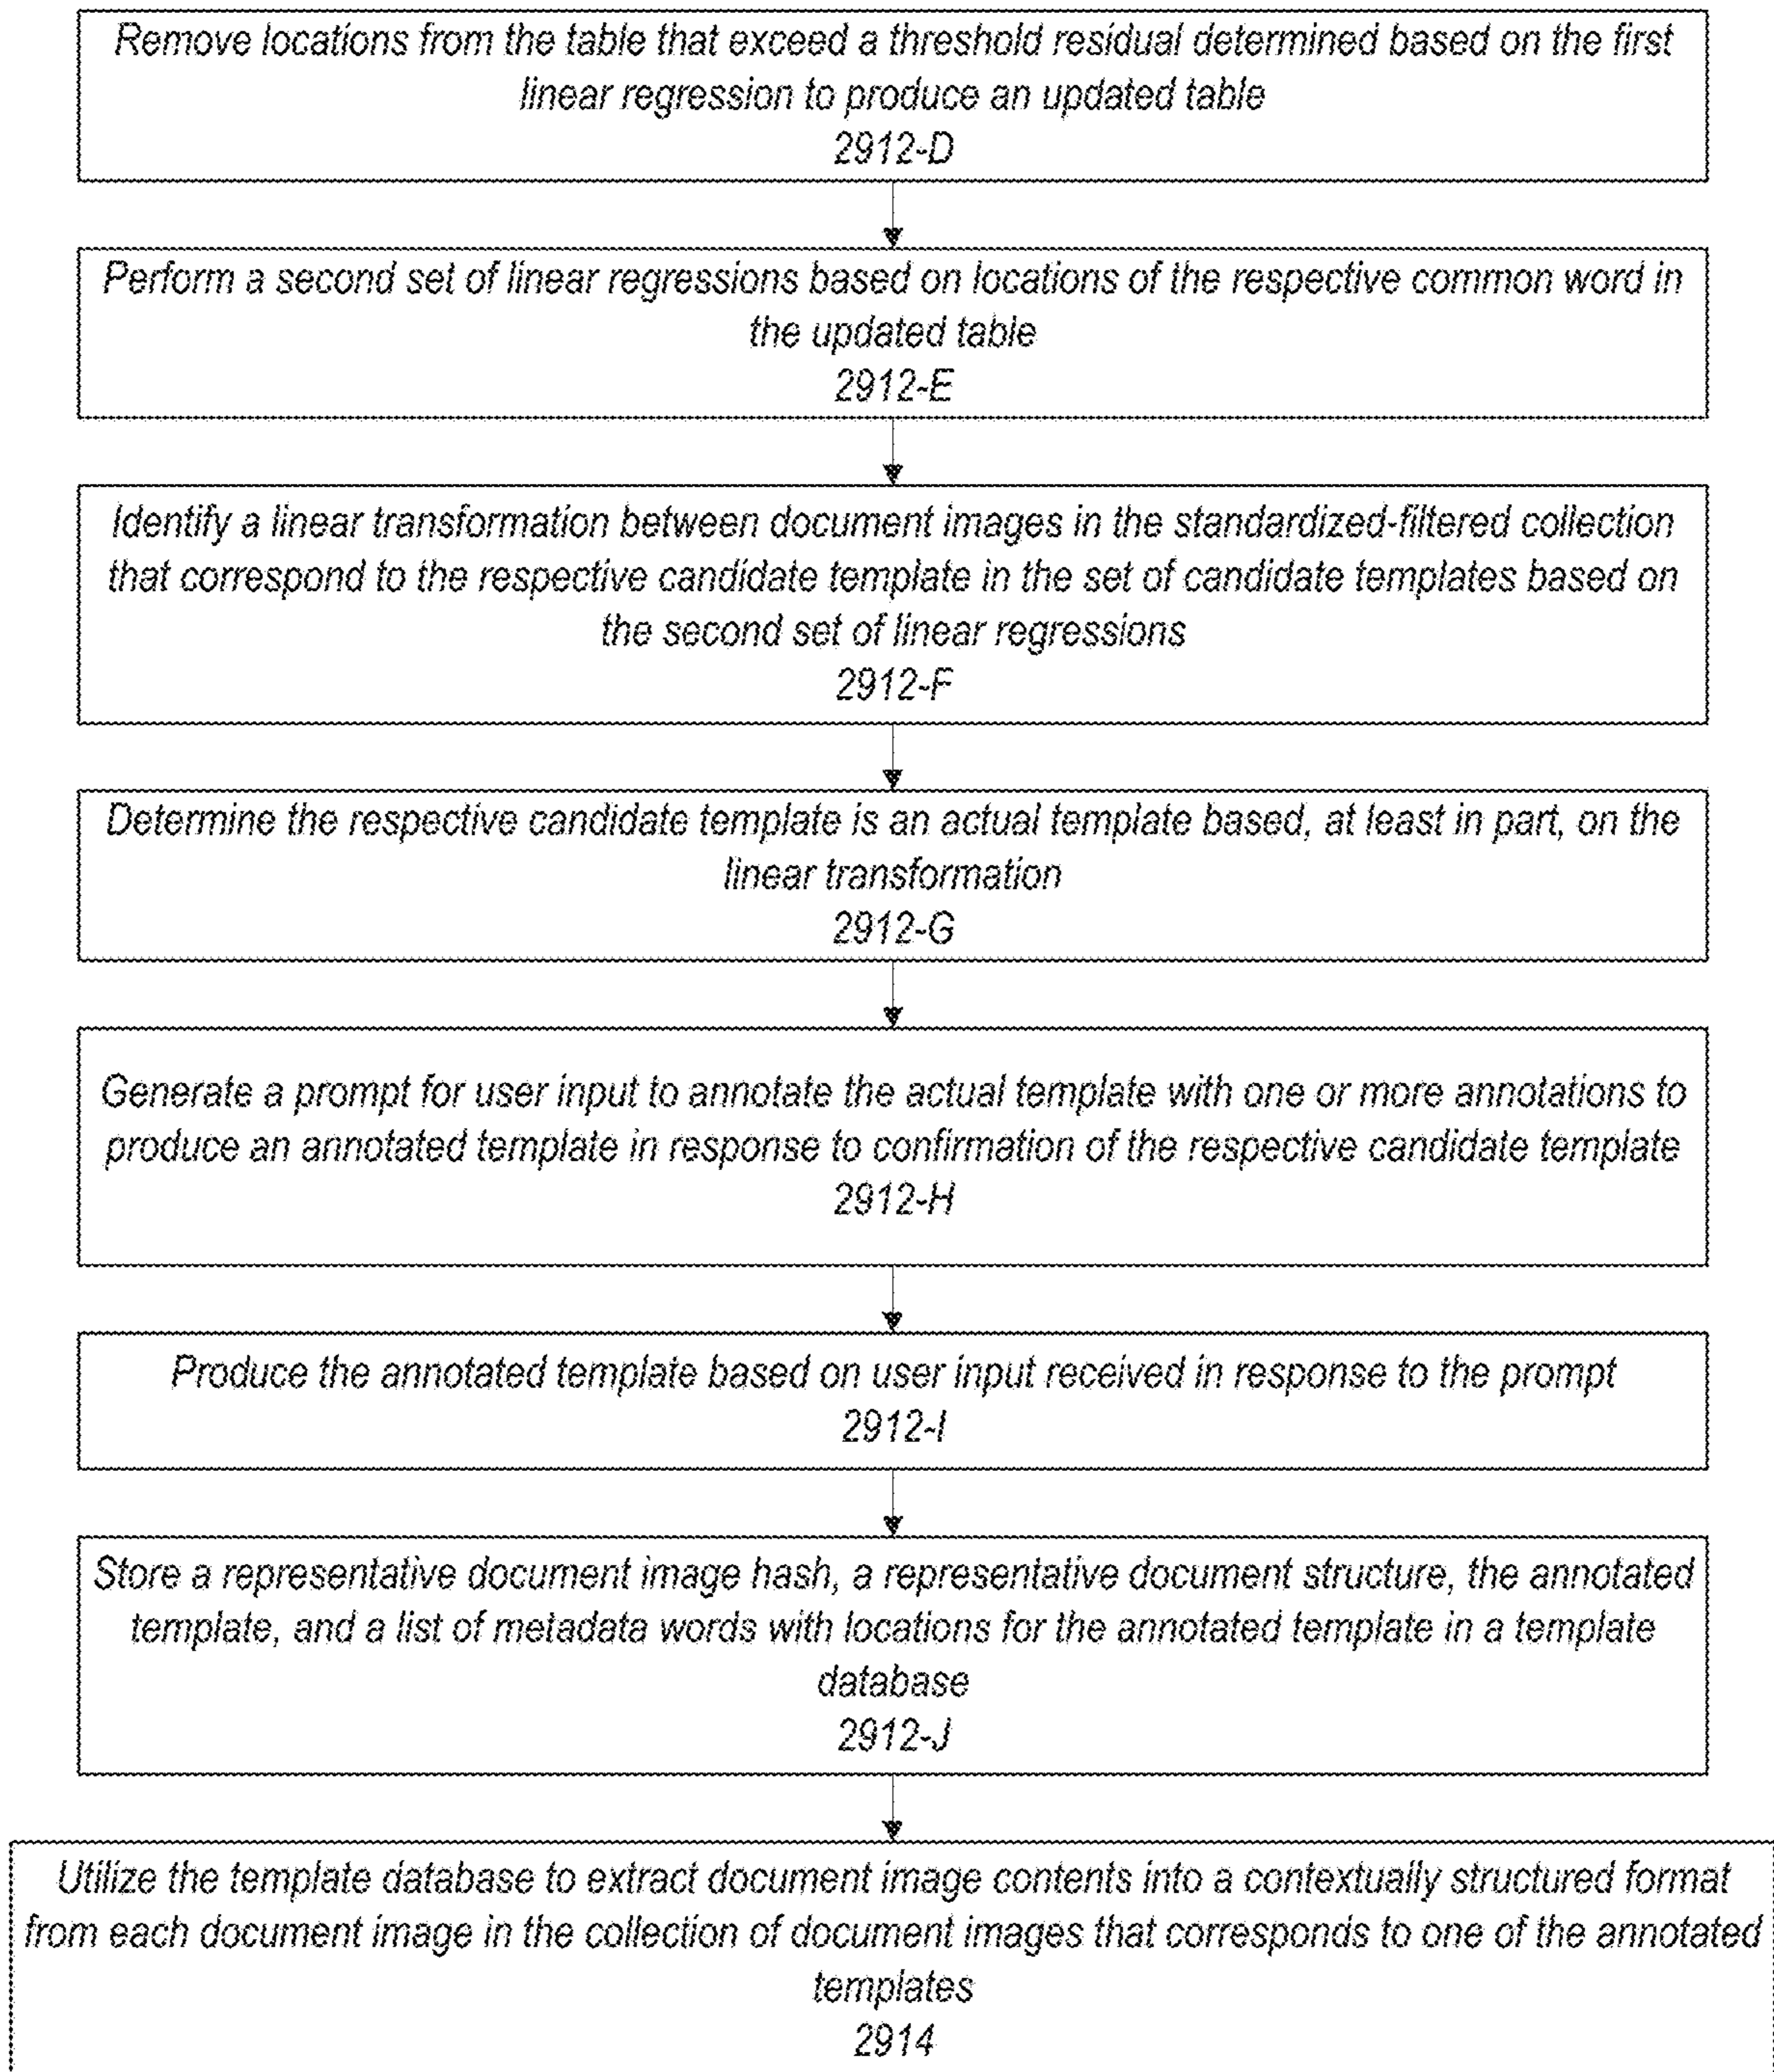 Remove locations from the table that exceed a threshold residual determined based on the first
linear regression to produce an updated table
2912-D
Perform a second set of linear regressions based on locations of the respective common word in
the updated table
2912-E
Identify a linear transformation between document images in the standardized-filtered collection
that correspond to the respective candidate template in the set of candidate templates based on
the second set of linear regressions
2912-F
Determine the respective candidate template is an actual template based, at least in part, on the
linear transformation
2912-G
Generate a prompt for user input to annotate the actual template with one or more annotations to
produce an annotated template in response to confirmation of the respective candidate template
2912-H
Produce the annotated template based on user input received in response to the prompt
2912-I
Store a representative document image hash, a representative document structure, the annotated
template, and a list of metadata words with locations for the annotated template in a template
database
2912-J
Utilize the template database to extract document image contents into a contextually structured format
from each document image in the collection of document images that corresponds to one of the annotated
templates
2914